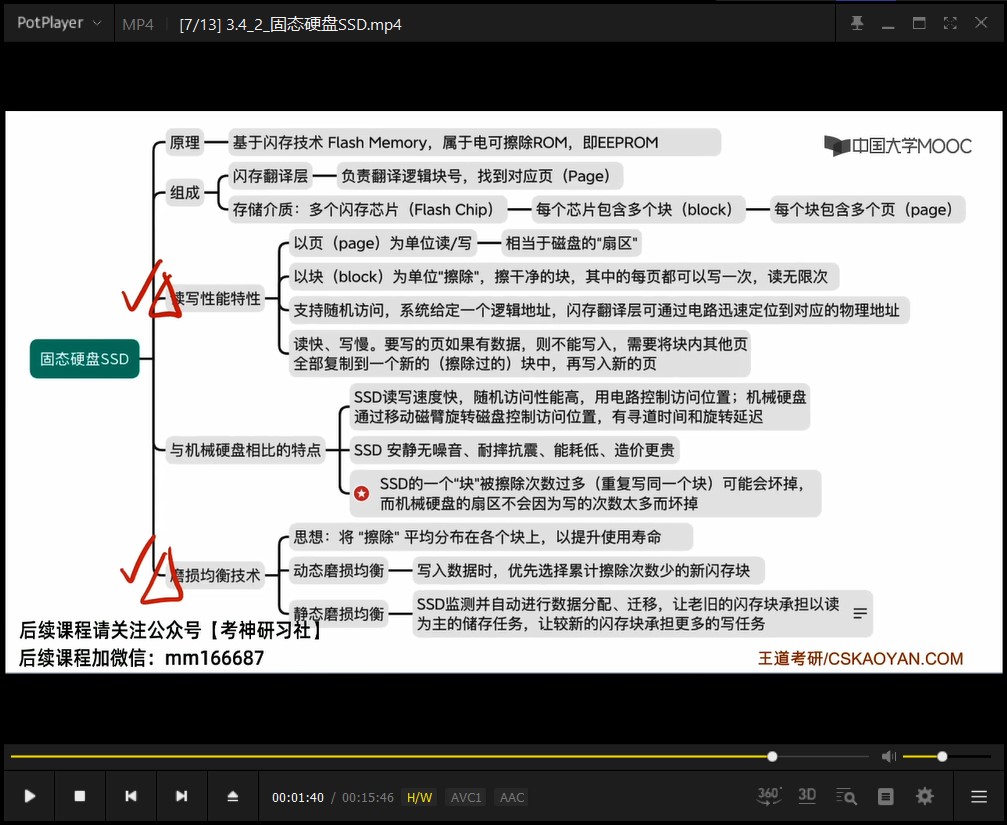 PotPlayer MP4 [7/13] 3.4_2_固态硬盘SSD.mp4
中国大学MOOC
固态硬盘SSD
原理
基于闪存技术 Flash Memory，属于电可擦除ROM，即EEPROM
组成
闪存翻译层
负责翻译逻辑块号，找到对应页（Page）
存储介质：多个闪存芯片（Flash Chip）
每个芯片包含多个块（block）
每个块包含多个页（page）
读写性能特性
以页（page）为单位读/写
相当于磁盘的"扇区"
以块（block）为单位"擦除"，擦干净的块，其中的每页都可以写一次，读无限次
支持随机访问，系统给定一个逻辑地址，闪存翻译层可通过电路迅速定位到对应的物理地址
读快、写慢。要写的页如果有数据，则不能写入，需要将块内其他页
全部复制到一个新的（擦除过的）块中，再写入新的页
与机械硬盘相比的特点
SSD读写速度快，随机访问性能高，用电路控制访问位置；机械硬盘
通过移动磁臂旋转磁盘控制访问位置，有寻道时间和旋转延迟
SSD 安静无噪音、耐摔抗震、能耗低、造价更贵
SSD的一个"块"被擦除次数过多（重复写同一个块）可能会坏掉，
而机械硬盘的扇区不会因为写的次数太多而坏掉
磨损均衡技术
思想：将 "擦除" 平均分布在各个块上，以提升使用寿命
动态磨损均衡
写入数据时，优先选择累计擦除次数少的新闪存块
静态磨损均衡
SSD监测并自动进行数据分配、迁移，让老旧的闪存块承担以读
为主的储存任务，让较新的闪存块承担更多的写任务
后续课程请关注公众号【考神研习社】
后续课程加微信：mm166687
王道考研/CSKAOYAN.COM
00:01:40 / 00:15:46 H/W AVC1 AAC 360° 3D